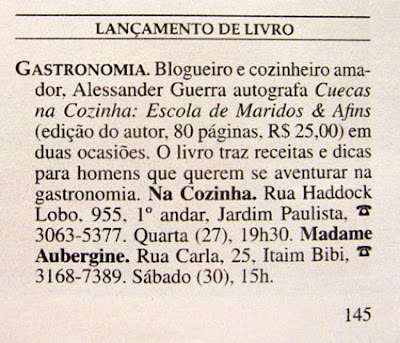 LANÇAMENTO DE LIVRO
GASTRONOMIA. Blogueiro e cozinheiro ama-
dor, Alessander Guerra autografa Cuecas
na Cozinha: Escola de Maridos & Afins
(edição do autor, 80 páginas, R$ 25,00) em
duas ocasiões. O livro traz receitas e dicas
para homens que querem se aventurar na
gastronomia. Na Cozinha. Rua Haddock
Lobo, 955, 1º andar, Jardim Paulista, ☎
3063-5377. Quarta (27), 19h30. Madame
Aubergine. Rua Carla, 25, Itaim Bibi, ☎
3168-7389. Sábado (30), 15h.
145